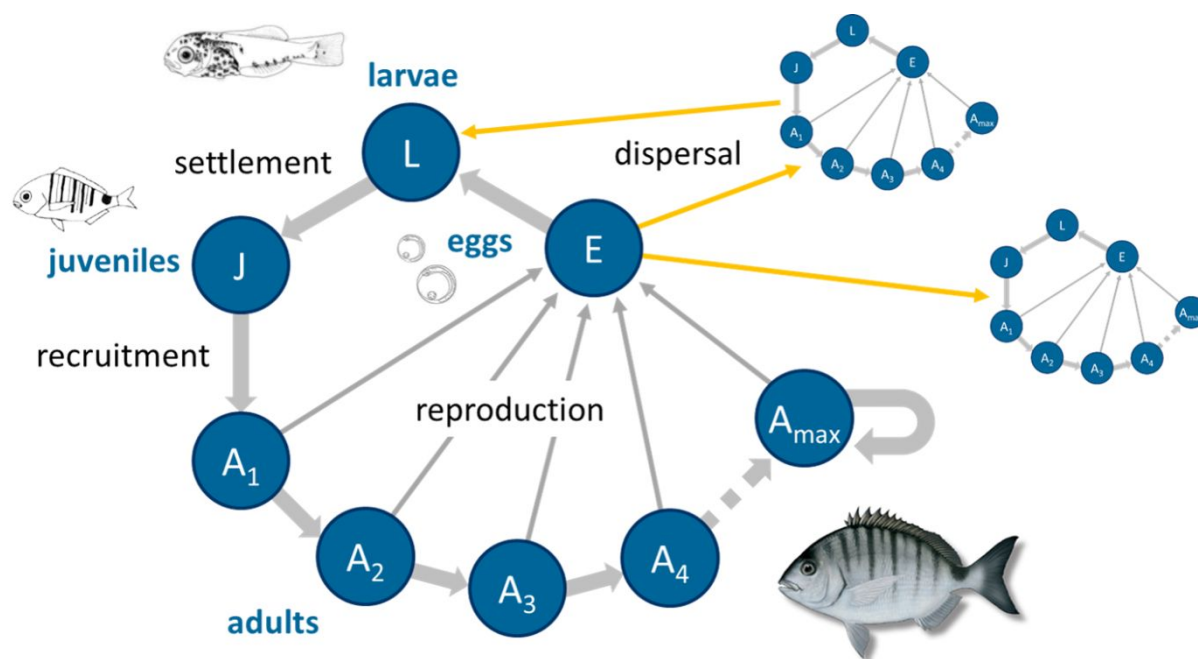 larvae
L
settlement
dispersal
juveniles
J
eggs
E
recruitment
reproduction
A1
A2
A3
A4
Amax
adults
L
E
J
A1
A2
A3
A4
Amax
L
E
J
A1
A2
A3
A4
Ama